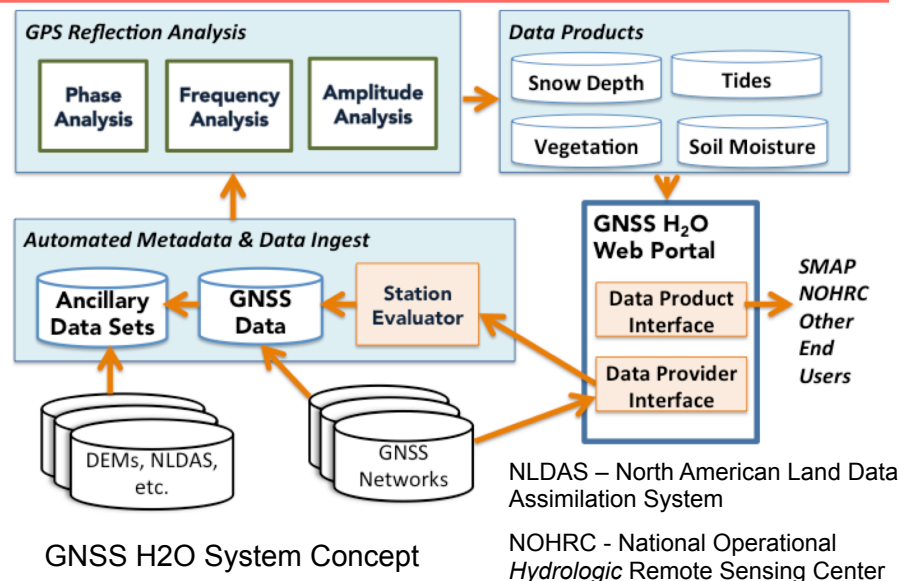 GPS Reflection Analysis
Phase
Analysis
Frequency
Analysis
Amplitude
Analysis
Data Products
Snow Depth
Tides
Vegetation
Soil Moisture
Automated Metadata & Data Ingest
Ancillary
Data Sets
GNSS
Data
Station
Evaluator
GNSS H₂O
Web Portal
Data Product
Interface
Data Provider
Interface
SMAP
NOHRC
Other
End
Users
DEMs, NLDAS,
etc.
GNSS
Networks
NLDAS – North American Land Data
Assimilation System
NOHRC - National Operational
Hydrologic Remote Sensing Center
GNSS H2O System Concept